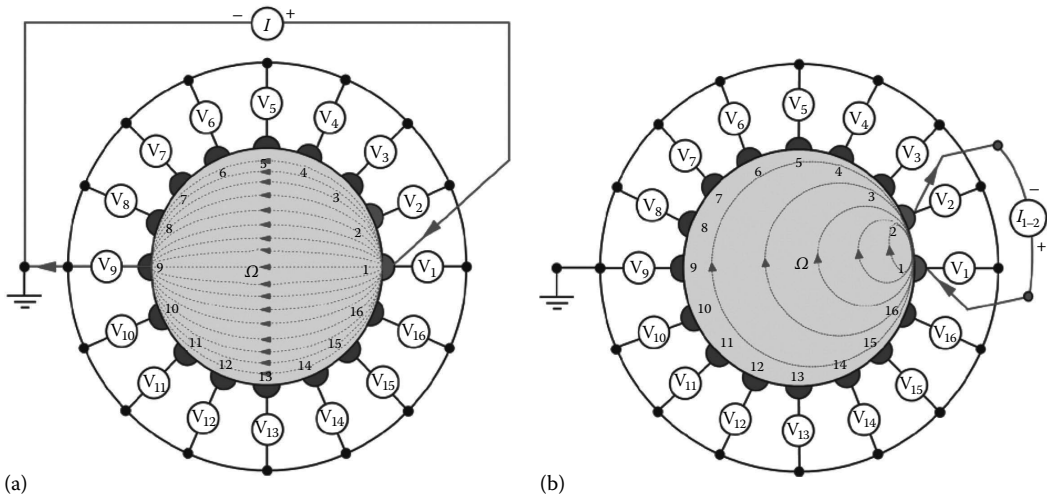 − I +
V5
V6 V4
V7 V3
V8 V2
V9 V1
V10 V16
V11 V15
V12 V14
V13
5
6 4
7 3
8 2
9 Ω 1
10 16
11 15
12 14
13
(a)
V5
V6 V4
V7 V3
V8 V2
V9 V1
V10 V16
V11 V15
V12 V14
V13
−
I1–2
+
5
6 4
7 3
8 2
9 Ω 1
10 16
11 15
12 14
13
(b)